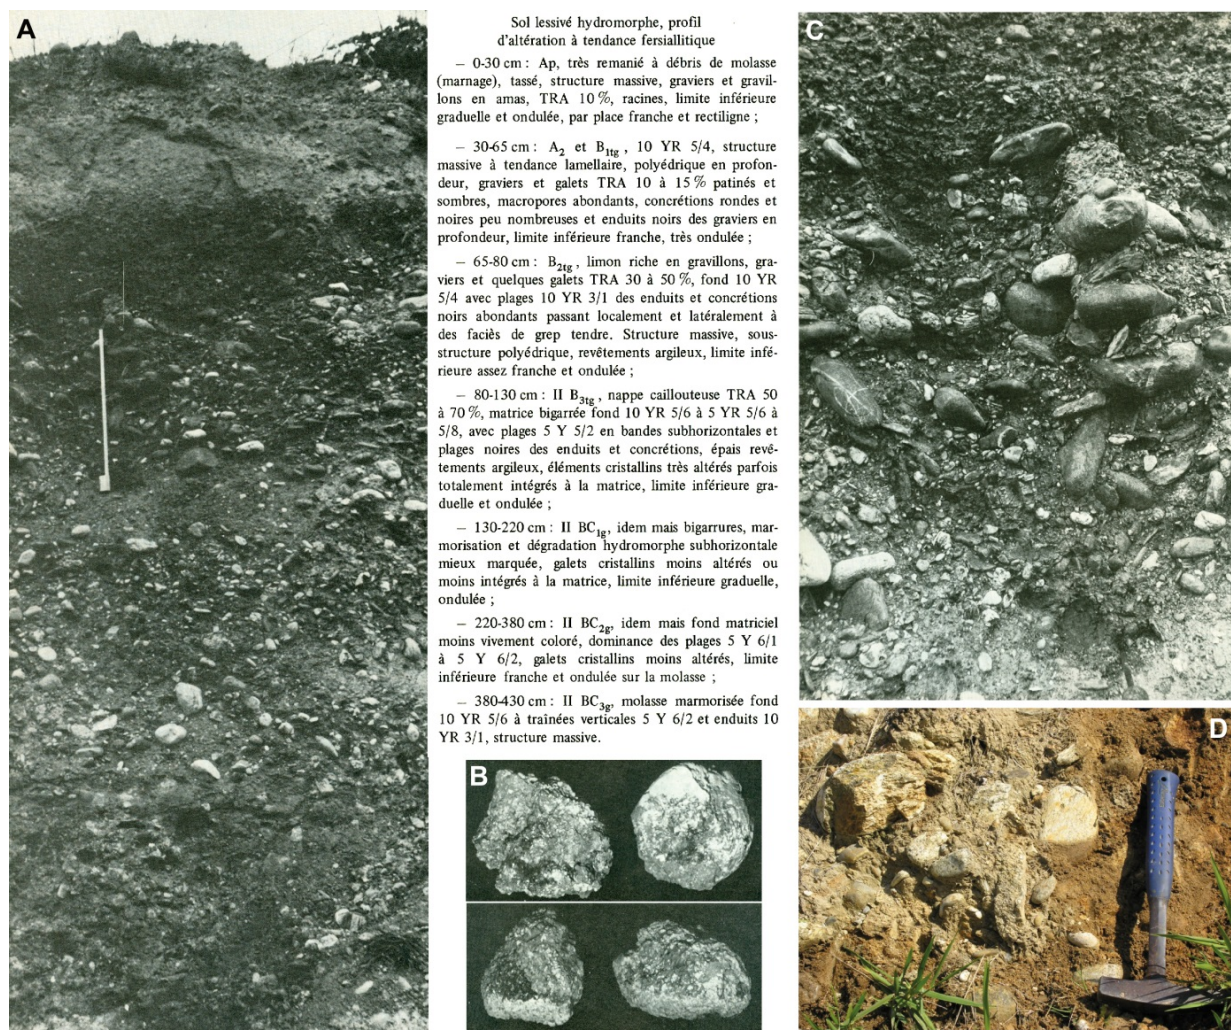 A
Sol lessivé hydromorphe, profil
d'altération à tendance fersiallitique
– 0-30 cm : Ap, très remanié à débris de molasse
(marnage), tassé, structure massive, graviers et gravil-
lons en amas, TRA 10 %, racines, limite inférieure
graduelle et ondulée, par place franche et rectiligne ;
– 30-65 cm : A2 et B1tg , 10 YR 5/4, structure
massive à tendance lamellaire, polyédrique en profon-
deur, graviers et galets TRA 10 à 15 % patinés et
sombres, macropores abondants, concrétions rondes et
noires peu nombreuses et enduits noirs des graviers en
profondeur, limite inférieure franche, très ondulée ;
– 65-80 cm : B2tg , limon riche en gravillons, gra-
viers et quelques galets TRA 30 à 50 %, fond 10 YR
5/4 avec plages 10 YR 3/1 des enduits et concrétions
noirs abondants passant localement et latéralement à
des faciès de grep tendre. Structure massive, sous-
structure polyédrique, revêtements argileux, limite infé-
rieure assez franche et ondulée ;
– 80-130 cm : II B3tg, nappe caillouteuse TRA 50
à 70 %, matrice bigarrée fond 10 YR 5/6 à 5 YR 5/6 à
5/8, avec plages 5 Y 5/2 en bandes subhorizontales et
plages noires des enduits et concrétions, épais revê-
tements argileux, éléments cristallins très altérés parfois
totalement intégrés à la matrice, limite inférieure gra-
duelle et ondulée ;
– 130-220 cm : II BC1g, idem mais bigarrures, mar-
morisation et dégradation hydromorphe subhorizontale
mieux marquée, galets cristallins moins altérés ou
moins intégrés à la matrice, limite inférieure graduelle,
ondulée ;
– 220-380 cm : II BC2g, idem mais fond matriciel
moins vivement coloré, dominance des plages 5 Y 6/1
à 5 Y 6/2, galets cristallins moins altérés, limite
inférieure franche et ondulée sur la molasse ;
– 380-430 cm : II BC3g, molasse marmorisée fond
10 YR 5/6 à traînées verticales 5 Y 6/2 et enduits 10
YR 3/1, structure massive.
B
C
D